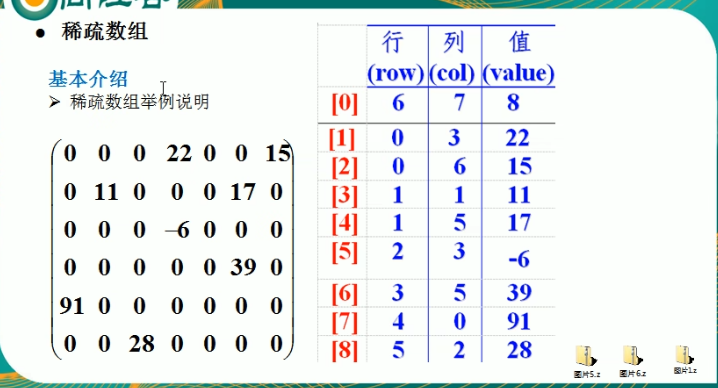 ● 稀疏数组
基本介绍
➢ 稀疏数组举例说明
0 0 0 22 0 0 15
0 11 0 0 0 17 0
0 0 0 –6 0 0 0
0 0 0 0 0 39 0
91 0 0 0 0 0 0
0 0 28 0 0 0 0
行 列 值
(row) (col) (value)
[0] 6 7 8
[1] 0 3 22
[2] 0 6 15
[3] 1 1 11
[4] 1 5 17
[5] 2 3 -6
[6] 3 5 39
[7] 4 0 91
[8] 5 2 28
图片5.z 图片6.z 图片1.z